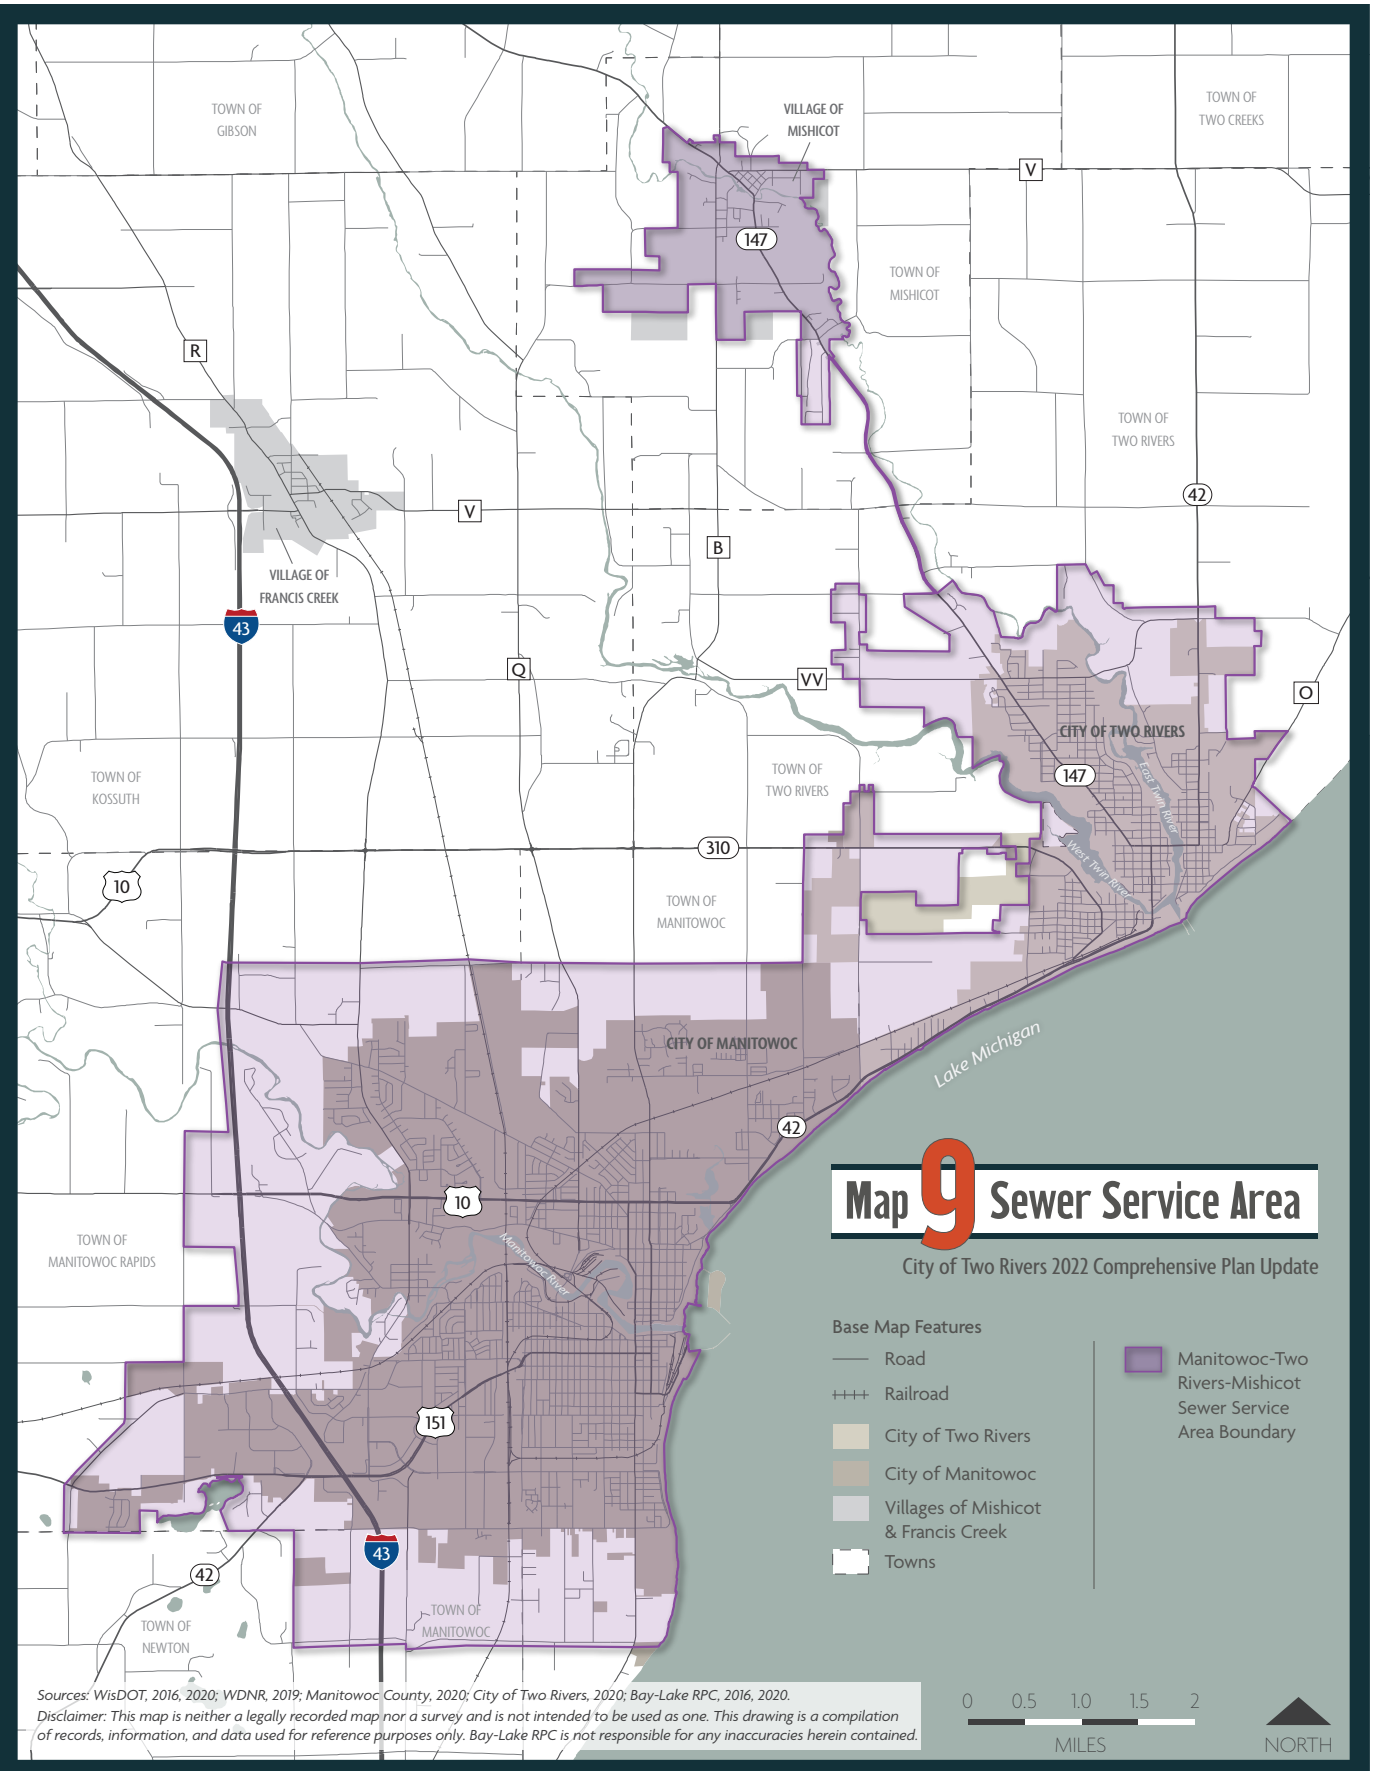 TOWN OF
GIBSON
VILLAGE OF
MISHICOT
TOWN OF
TWO CREEKS
V
147
TOWN OF
MISHICOT
R
TOWN OF
TWO RIVERS
42
V
B
VILLAGE OF
FRANCIS CREEK
43
Q
VV
O
CITY OF TWO RIVERS
147
East Twin River
TOWN OF
KOSSUTH
TOWN OF
TWO RIVERS
310
West Twin River
10
TOWN OF
MANITOWOC
CITY OF MANITOWOC
Lake Michigan
42
10
TOWN OF
MANITOWOC RAPIDS
Manitowoc River
151
43
42
TOWN OF
MANITOWOC
TOWN OF
NEWTON
Map 9 Sewer Service Area
City of Two Rivers 2022 Comprehensive Plan Update
Base Map Features
Road
Railroad
City of Two Rivers
City of Manitowoc
Villages of Mishicot
& Francis Creek
Towns
Manitowoc-Two
Rivers-Mishicot
Sewer Service
Area Boundary
Sources: WisDOT, 2016, 2020; WDNR, 2019; Manitowoc County, 2020; City of Two Rivers, 2020; Bay-Lake RPC, 2016, 2020.
Disclaimer: This map is neither a legally recorded map nor a survey and is not intended to be used as one. This drawing is a compilation
of records, information, and data used for reference purposes only. Bay-Lake RPC is not responsible for any inaccuracies herein contained.
0 0.5 1.0 1.5 2
MILES
NORTH